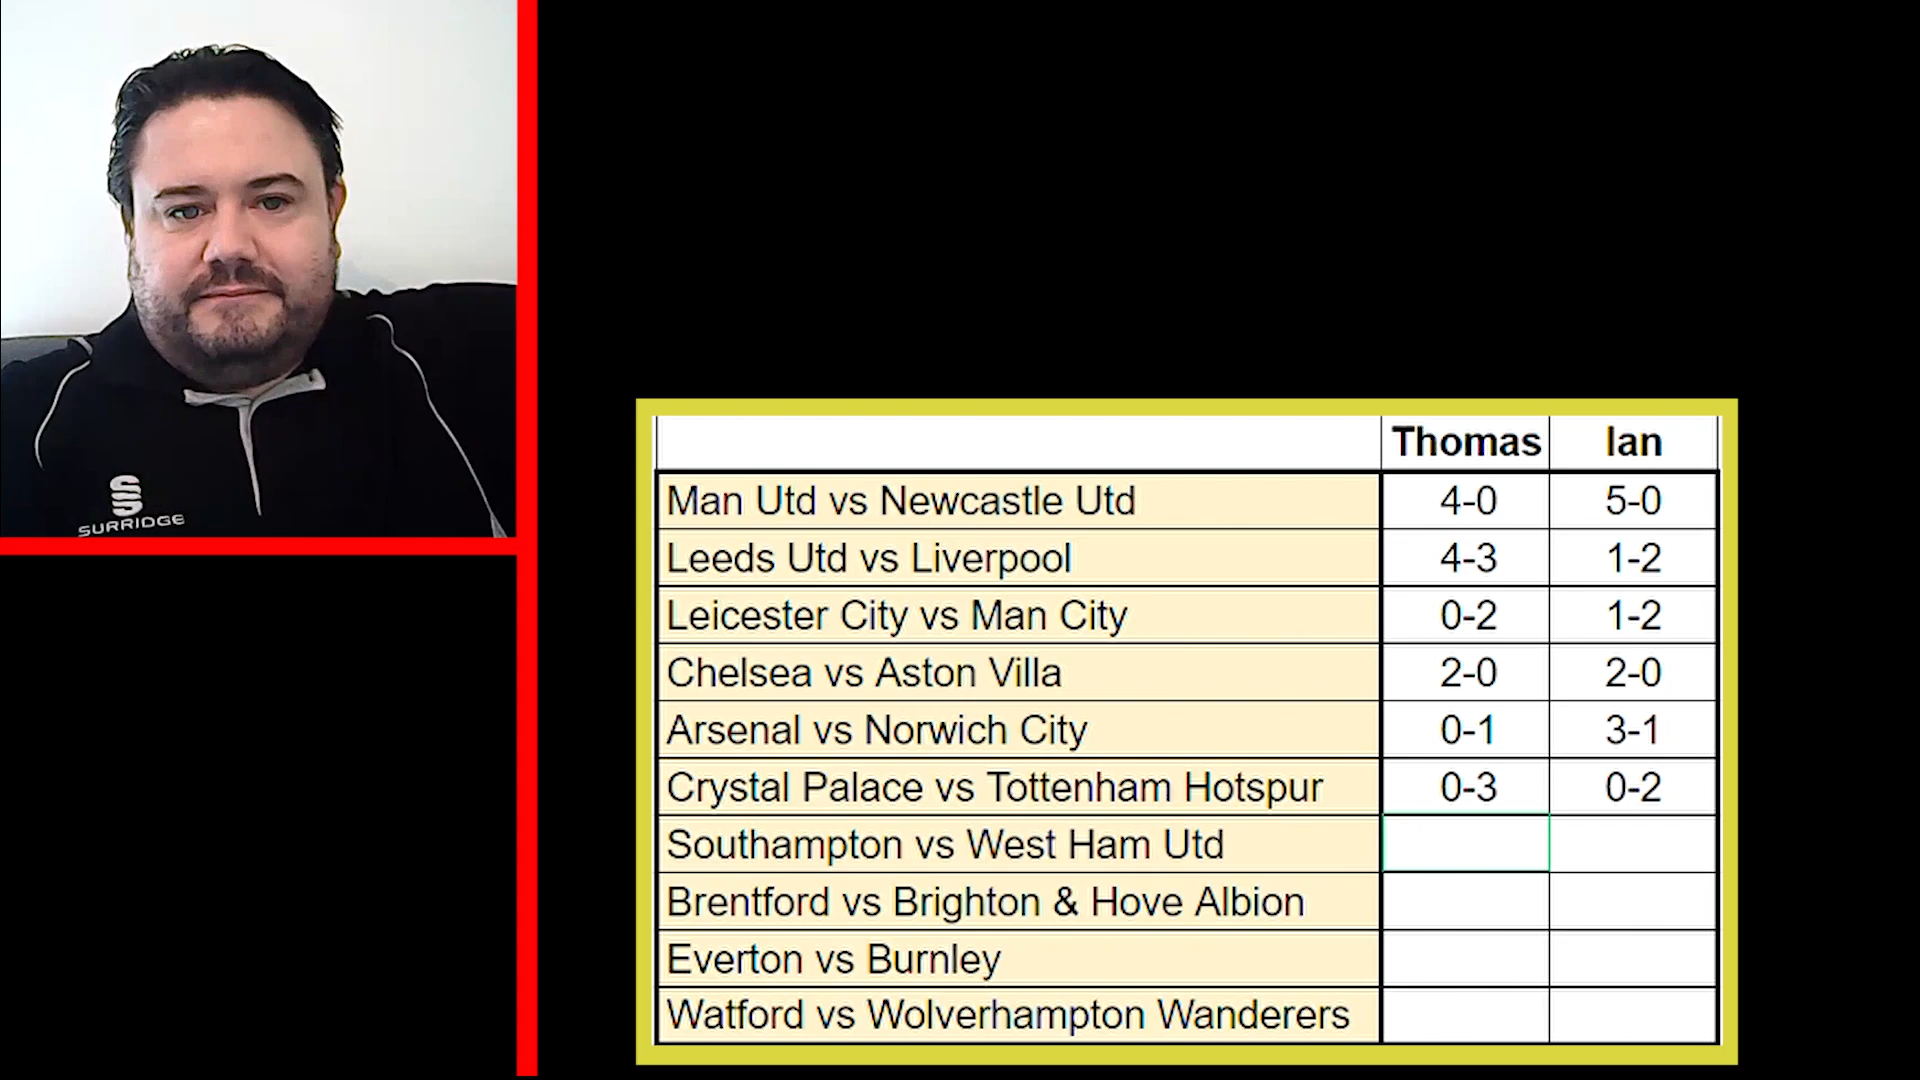 SURRIDGE
Thomas Ian
Man Utd vs Newcastle Utd 4-0 5-0
Leeds Utd vs Liverpool 4-3 1-2
Leicester City vs Man City 0-2 1-2
Chelsea vs Aston Villa 2-0 2-0
Arsenal vs Norwich City 0-1 3-1
Crystal Palace vs Tottenham Hotspur 0-3 0-2
Southampton vs West Ham Utd
Brentford vs Brighton & Hove Albion
Everton vs Burnley
Watford vs Wolverhampton Wanderers